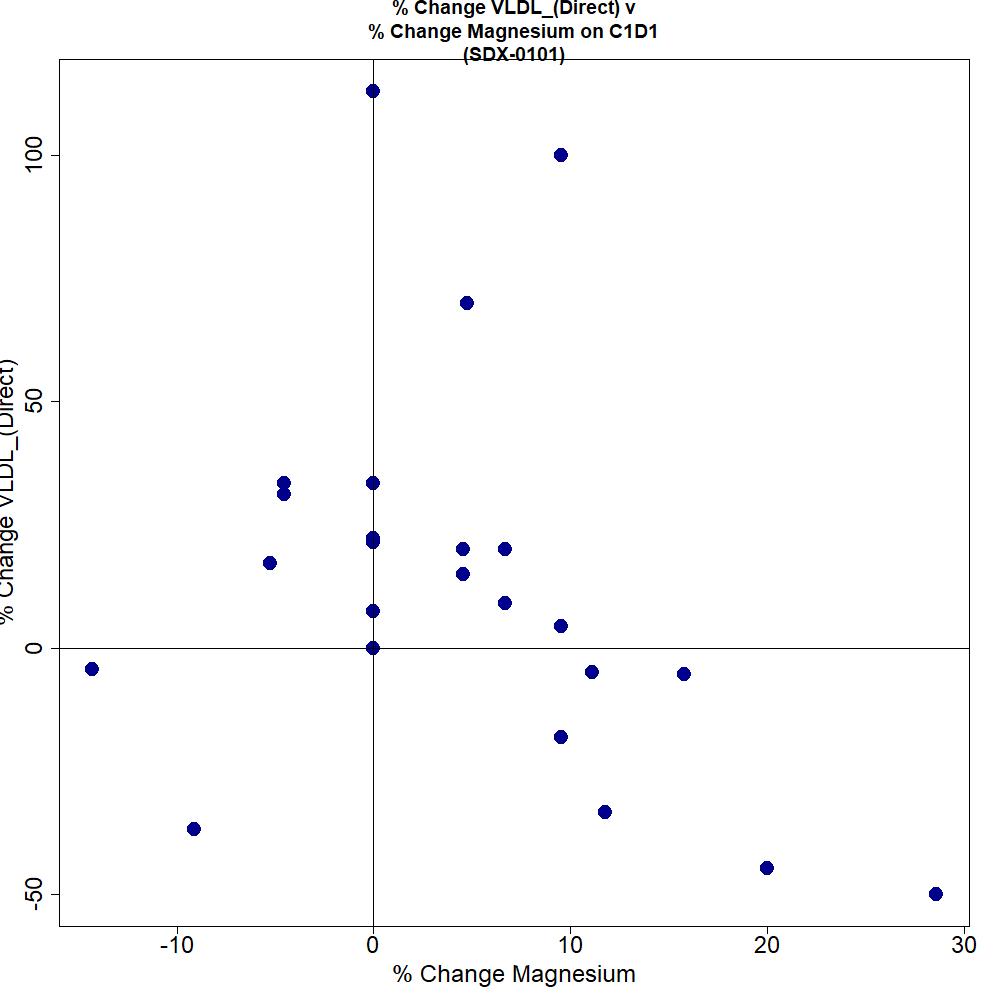 % Change VLDL_(Direct) v
% Change Magnesium on C1D1
(SDX-0101)
100
50
0
-50
% Change VLDL_(Direct)
-10
0
10
20
30
% Change Magnesium